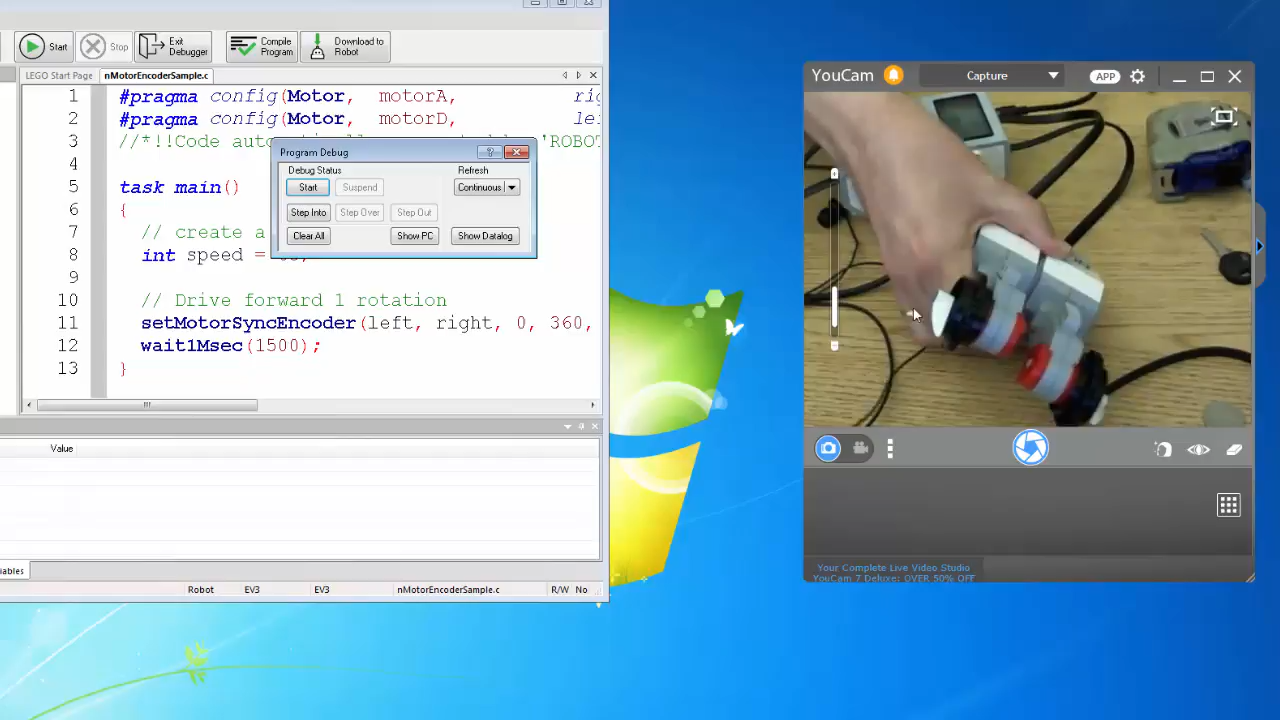 Start
Stop
Exit
Debugger
Compile
Program
Download to
Robot
LEGO Start Page
nMotorEncoderSample.c
1 #pragma config(Motor, motorA,
2 #pragma config(Motor, motorD,
3 'ROBOT
4
5 task main()
6 {
7 // create a
8 int speed =
10 // Drive forward 1 rotation
11 setMotorSyncEncoder(left, right, 0, 360,
12 wait1Msec(1500);
13 }
Program Debug
Debug Status
Refresh
Start
Suspend
Continuous
Step Into
Step Over
Step Out
Clear All
Show PC
Show Datalog
Value
Robot
EV3
EV3
nMotorEncoderSample.c
R/W
No
YouCam
Capture
APP
Your Complete Live Video Studio
YouCam 7 Deluxe: OVER 50% OFF